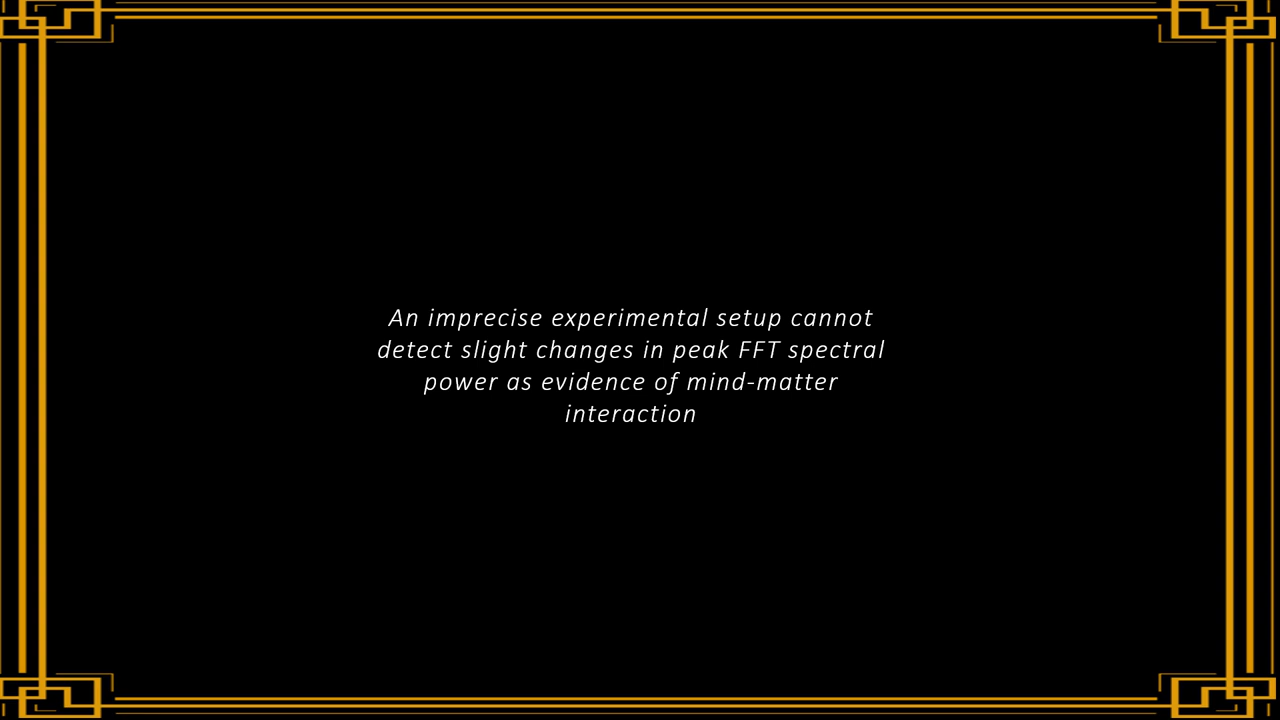 An imprecise experimental setup cannot
detect slight changes in peak FFT spectral
power as evidence of mind-matter
interaction